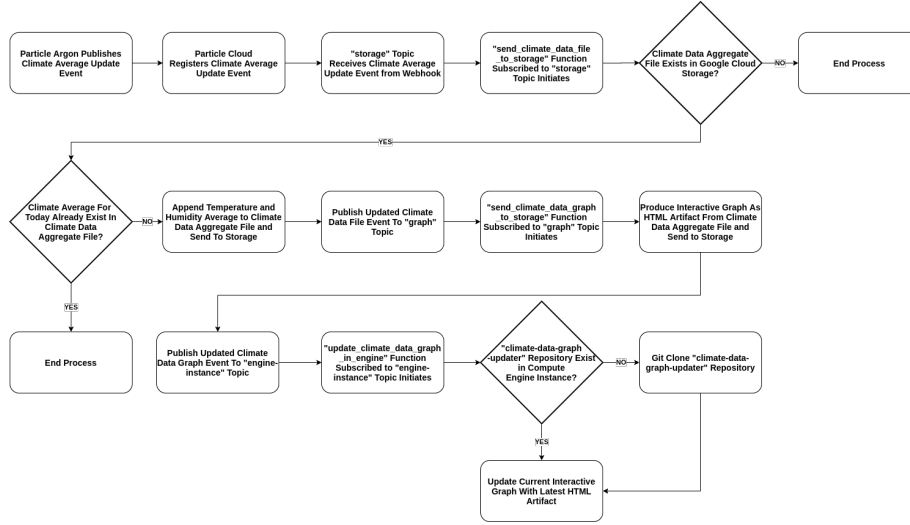 Particle Argon Publishes
Climate Average Update
Event
Particle Cloud
Registers Climate Average
Update Event
"storage" Topic
Receives Climate Average
Update Event from Webhook
"send_climate_data_file
_to_storage" Function
Subscribed to "storage"
Topic Initiates
Climate Data Aggregate
File Exists in Google Cloud
Storage?
NO
End Process
YES
Climate Average For
Today Already Exist In
Climate Data
Aggregate File?
NO
Append Temperature and
Humidity Average to Climate
Data Aggregate File and
Send To Storage
Publish Updated Climate
Data File Event To "graph"
Topic
"send_climate_data_graph
_to_storage" Function
Subscribed to "graph" Topic
Initiates
Produce Interactive Graph As
HTML Artifact From Climate
Data Aggregate File and
Send to Storage
YES
End Process
Publish Updated Climate
Data Graph Event To "engine-
instance" Topic
"update_climate_data_graph
_in_engine" Function
Subscribed to "engine-
instance" Topic Initiates
"climate-data-graph
-updater" Repository Exist
in Compute
Engine Instance?
NO
Git Clone "climate-data-
graph-updater" Repository
YES
Update Current Interactive
Graph With Latest HTML
Artifact